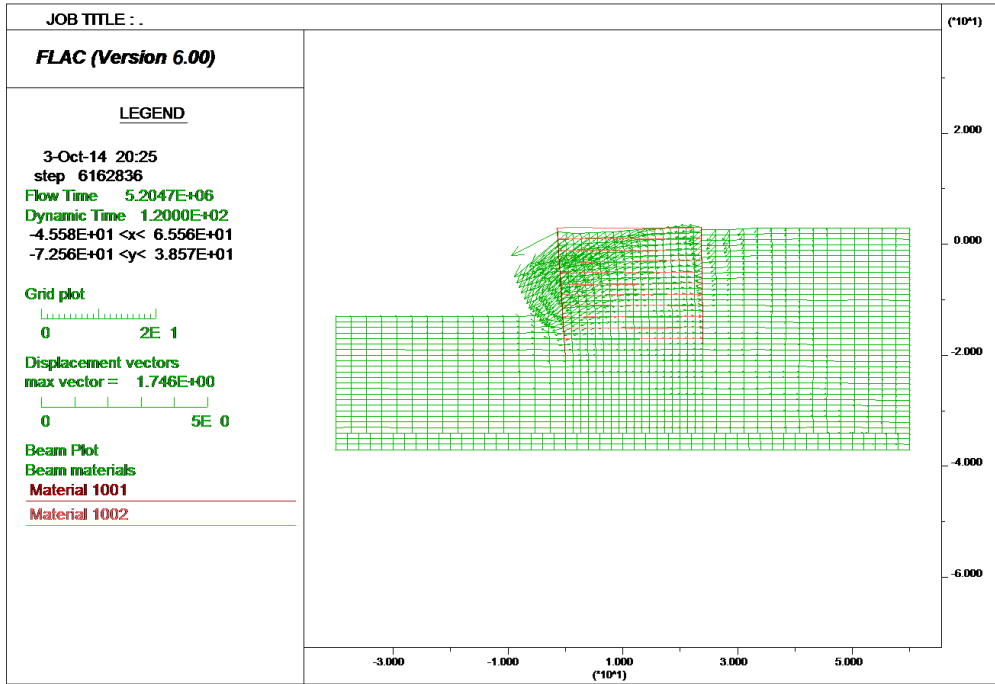 JOB TITLE : .
FLAC (Version 6.00)
LEGEND
3-Oct-14 20:25
step 6162836
Flow Time 5.2047E+06
Dynamic Time 1.2000E+02
-4.558E+01 <x< 6.556E+01
-7.256E+01 <y< 3.857E+01
Grid plot
0 2E 1
Displacement vectors
max vector = 1.746E+00
0 5E 0
Beam Plot
Beam materials
Material 1001
Material 1002
(*10^1)
2.000
0.000
-2.000
-4.000
-6.000
-3.000 -1.000 1.000 3.000 5.000
(*10^1)